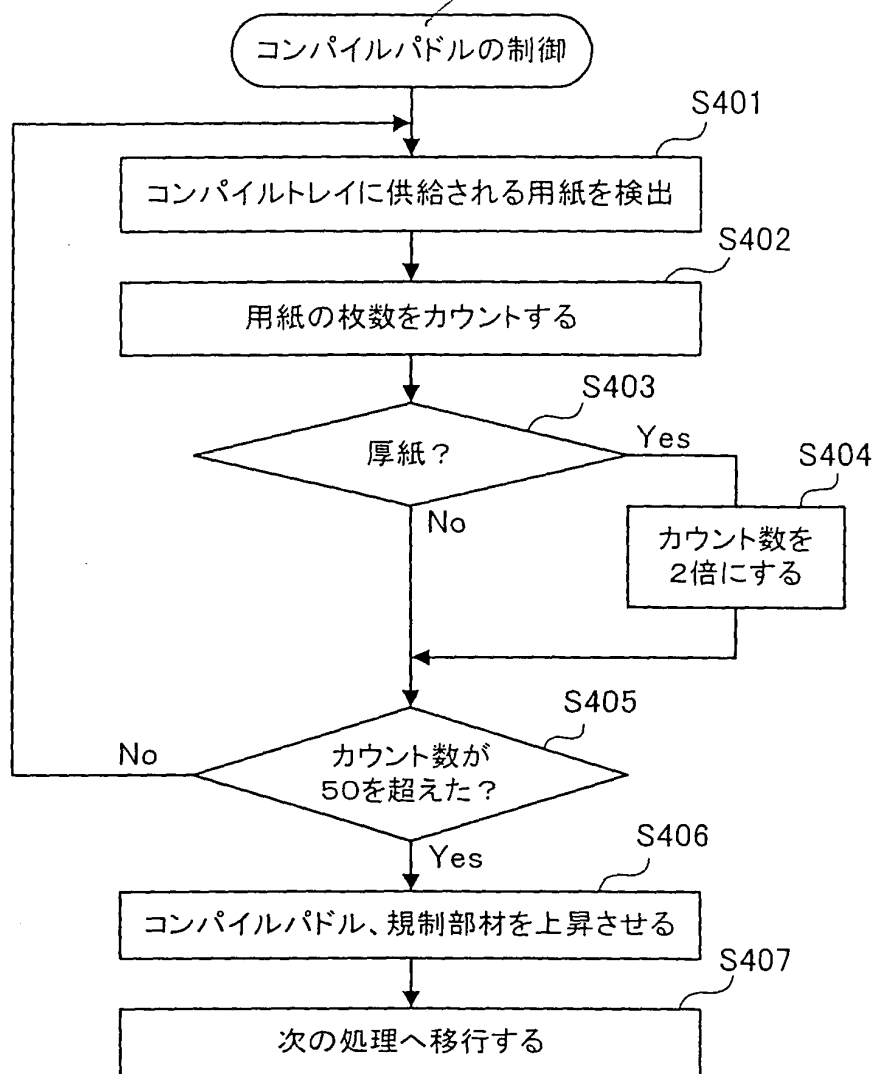 コンパイルパドルの制御
S401
コンパイルトレイに供給される用紙を検出
S402
用紙の枚数をカウントする
S403
厚紙？
Yes
No
S404
カウント数を
２倍にする
S405
カウント数が
５０を超えた？
No
Yes
S406
コンパイルパドル、規制部材を上昇させる
S407
次の処理へ移行する